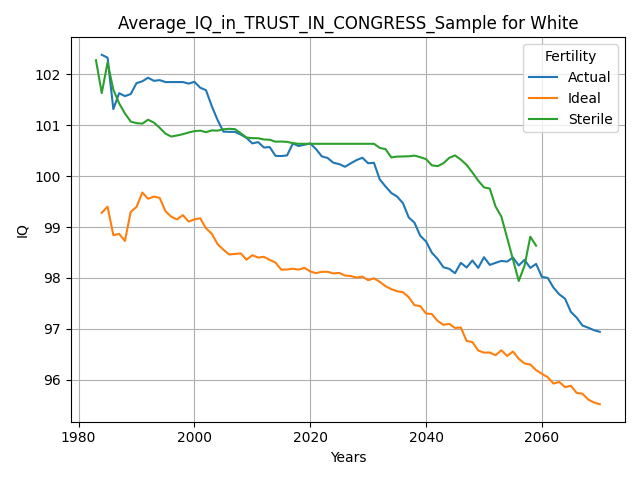 Average_IQ_in_TRUST_IN_CONGRESS_Sample for White
Fertility
Actual
Ideal
Sterile
IQ
102
101
100
99
98
97
96
1980
2000
2020
2040
2060
Years